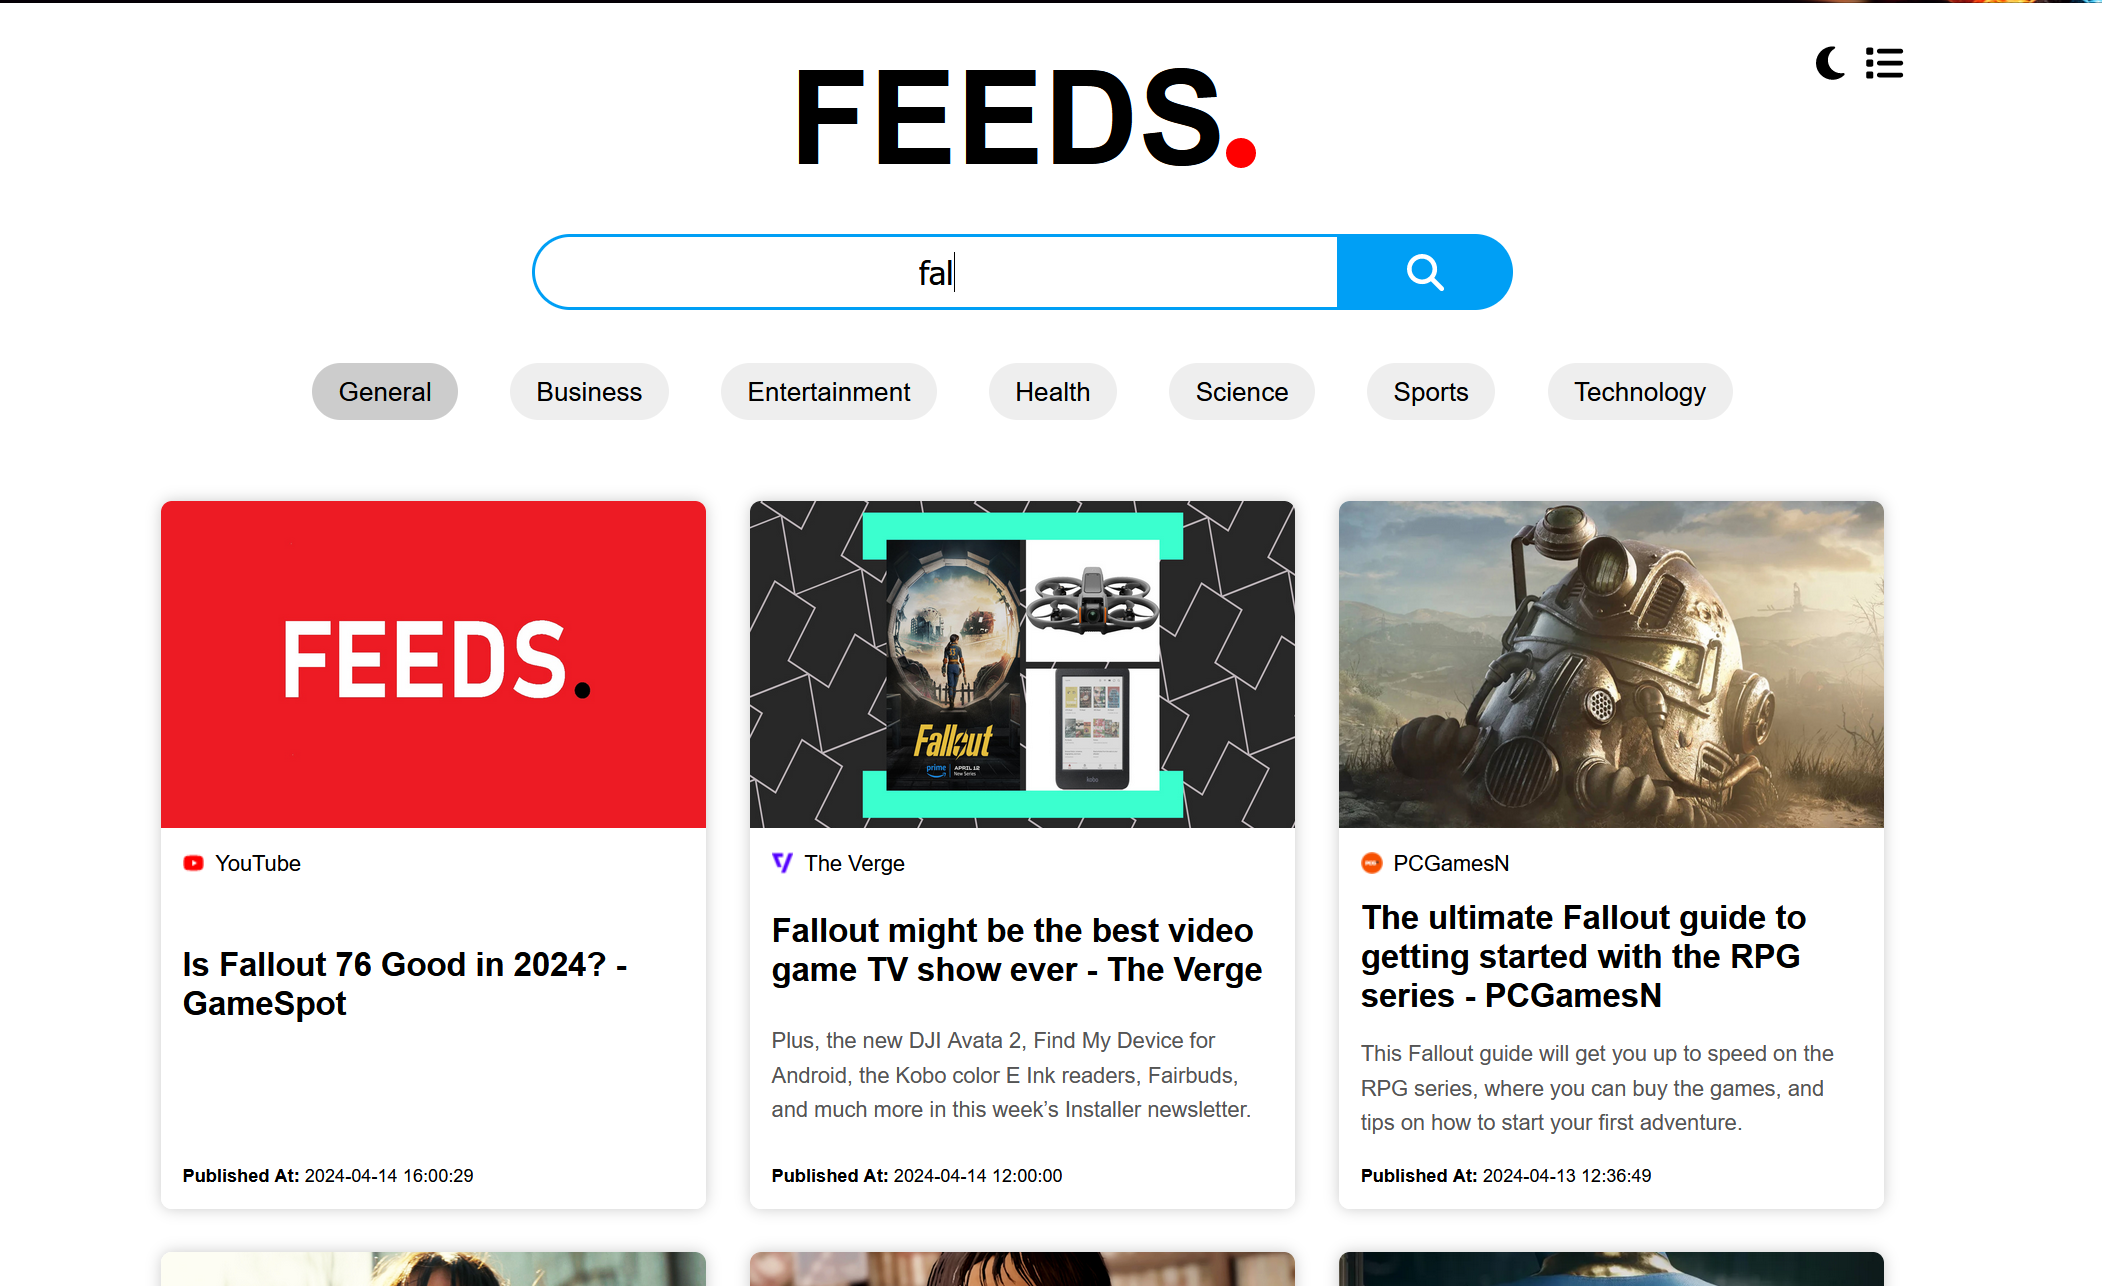 FEEDS.
fal
General
Business
Entertainment
Health
Science
Sports
Technology
FEEDS.
YouTube
Is Fallout 76 Good in 2024? -
GameSpot
Published At: 2024-04-14 16:00:29
Fallout
prime
APRIL 12
New Series
kobo
The Verge
Fallout might be the best video
game TV show ever - The Verge
Plus, the new DJI Avata 2, Find My Device for
Android, the Kobo color E Ink readers, Fairbuds,
and much more in this week’s Installer newsletter.
Published At: 2024-04-14 12:00:00
PCGamesN
The ultimate Fallout guide to
getting started with the RPG
series - PCGamesN
This Fallout guide will get you up to speed on the
RPG series, where you can buy the games, and
tips on how to start your first adventure.
Published At: 2024-04-13 12:36:49